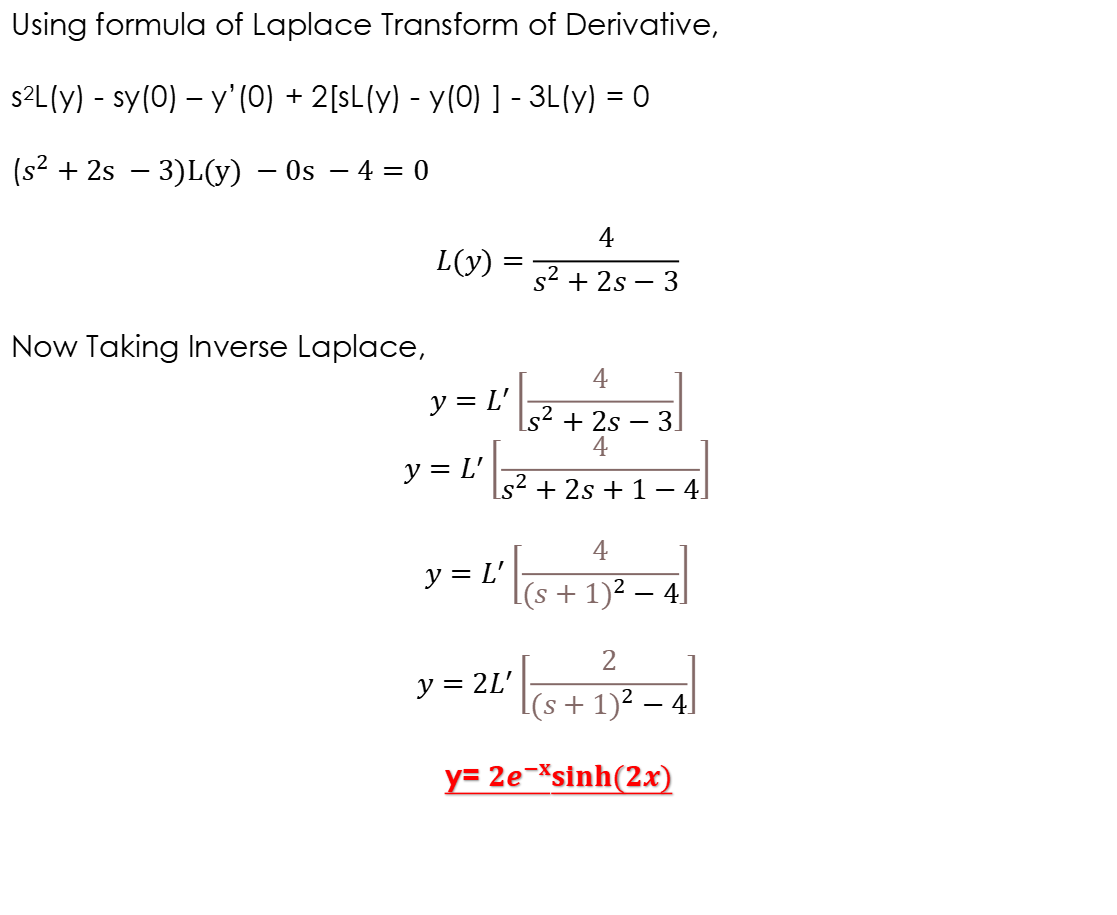 Using formula of Laplace Transform of Derivative,
s²L(y) - sy(0) – y’(0) + 2[sL(y) - y(0) ] - 3L(y) = 0
(s² + 2s − 3)L(y) − 0s − 4 = 0
L(y) = 4 / (s² + 2s − 3)
Now Taking Inverse Laplace,
y = L′ [4 / (s² + 2s − 3)]
y = L′ [4 / (s² + 2s + 1 − 4)]
y = L′ [4 / ((s + 1)² − 4)]
y = 2L′ [2 / ((s + 1)² − 4)]
y= 2e⁻ˣsinh(2x)